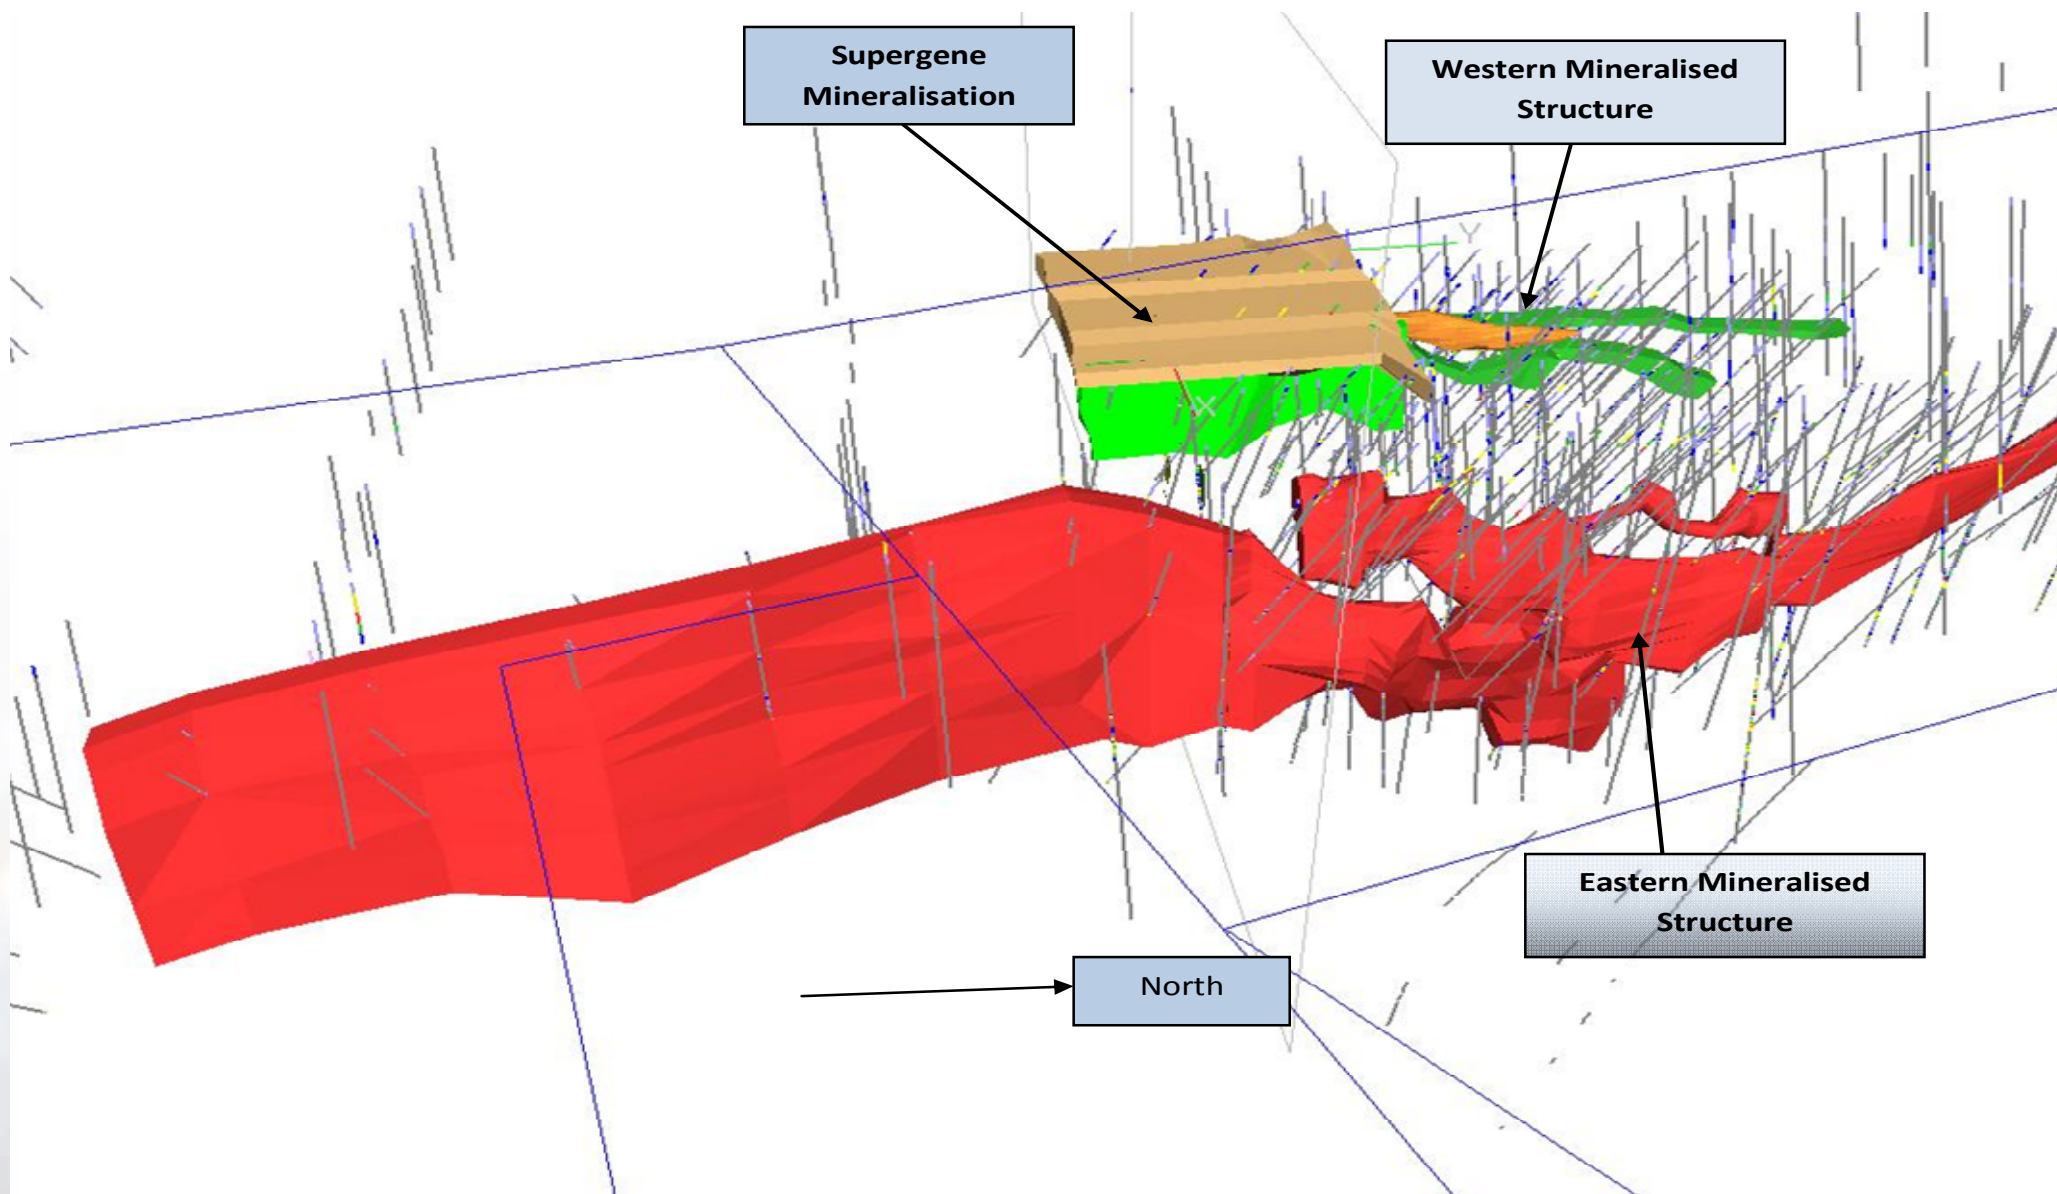 Supergene
Mineralisation
Western Mineralised
Structure
Y
X
Eastern Mineralised
Structure
North